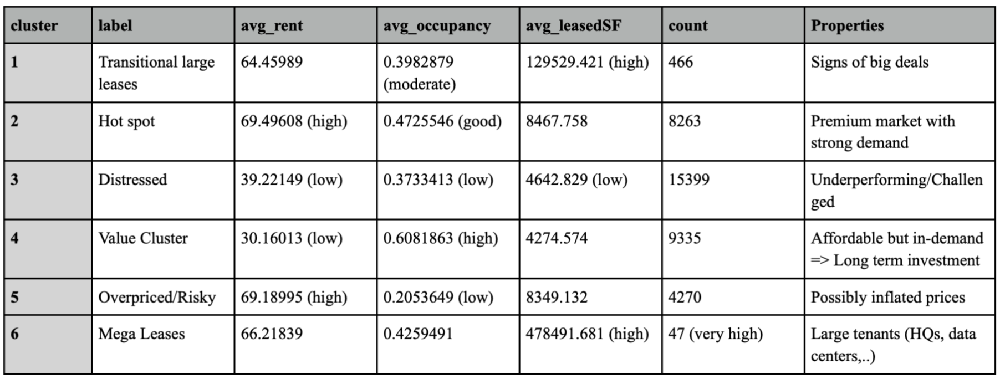 cluster label avg_rent avg_occupancy avg_leasedSF count Properties
1 Transitional large 64.45989 0.3982879 129529.421 (high) 466 Signs of big deals
leases (moderate)
2 Hot spot 69.49608 (high) 0.4725546 (good) 8467.758 8263 Premium market with
strong demand
3 Distressed 39.22149 (low) 0.3733413 (low) 4642.829 (low) 15399 Underperforming/Challen
ged
4 Value Cluster 30.16013 (low) 0.6081863 (high) 4274.574 9335 Affordable but in-demand
=> Long term investment
5 Overpriced/Risky 69.18995 (high) 0.2053649 (low) 8349.132 4270 Possibly inflated prices
6 Mega Leases 66.21839 0.4259491 478491.681 (high) 47 (very high) Large tenants (HQs, data
centers,..)